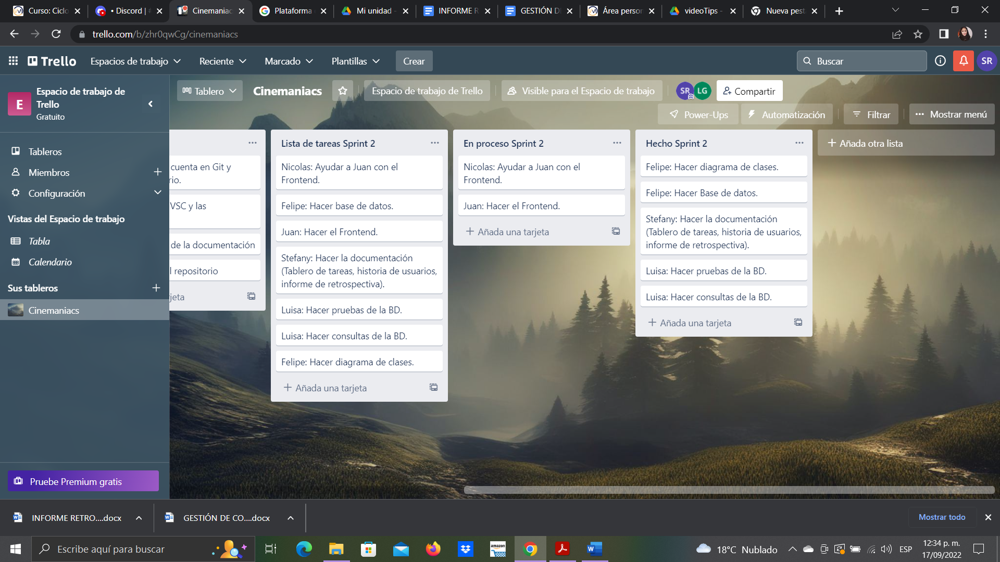 Curso: Ciclo
• Discord | #
Cinemaniac
Plataforma
Mi unidad -
INFORME R
GESTIÓN D
Área person
videoTips -
Nueva pest
trello.com/b/zhr0qwCg/cinemaniacs
Trello
Espacios de trabajo
Reciente
Marcado
Plantillas
Crear
Buscar
SR
E
Espacio de trabajo de
Trello
Gratuito
Tablero
Cinemaniacs
Espacio de trabajo de Trello
Visible para el Espacio de trabajo
SR
LG
Compartir
Power-Ups
Automatización
Filtrar
Mostrar menú
Tableros
Miembros
Configuración
Vistas del Espacio de trabajo
Tabla
Calendario
Sus tableros
Cinemaniacs
Pruebe Premium gratis
cuenta en Git y
rio.
VSC y las
de la documentación
l repositorio
jeta
Lista de tareas Sprint 2
Nicolas: Ayudar a Juan con el
Frontend.
Felipe: Hacer base de datos.
Juan: Hacer el Frontend.
Stefany: Hacer la documentación
(Tablero de tareas, historia de usuarios,
informe de retrospectiva).
Luisa: Hacer pruebas de la BD.
Luisa: Hacer consultas de la BD.
Felipe: Hacer diagrama de clases.
+ Añada una tarjeta
En proceso Sprint 2
Nicolas: Ayudar a Juan con el
Frontend.
Juan: Hacer el Frontend.
+ Añada una tarjeta
Hecho Sprint 2
Felipe: Hacer diagrama de clases.
Felipe: Hacer Base de datos.
Stefany: Hacer la documentación
(Tablero de tareas, historia de usuarios,
informe de retrospectiva).
Luisa: Hacer pruebas de la BD.
Luisa: Hacer consultas de la BD.
+ Añada una tarjeta
+ Añada otra lista
INFORME RETRO....docx
GESTIÓN DE CO....docx
Mostrar todo
Escribe aquí para buscar
amazon
18°C Nublado
ESP
12:34 p. m.
17/09/2022